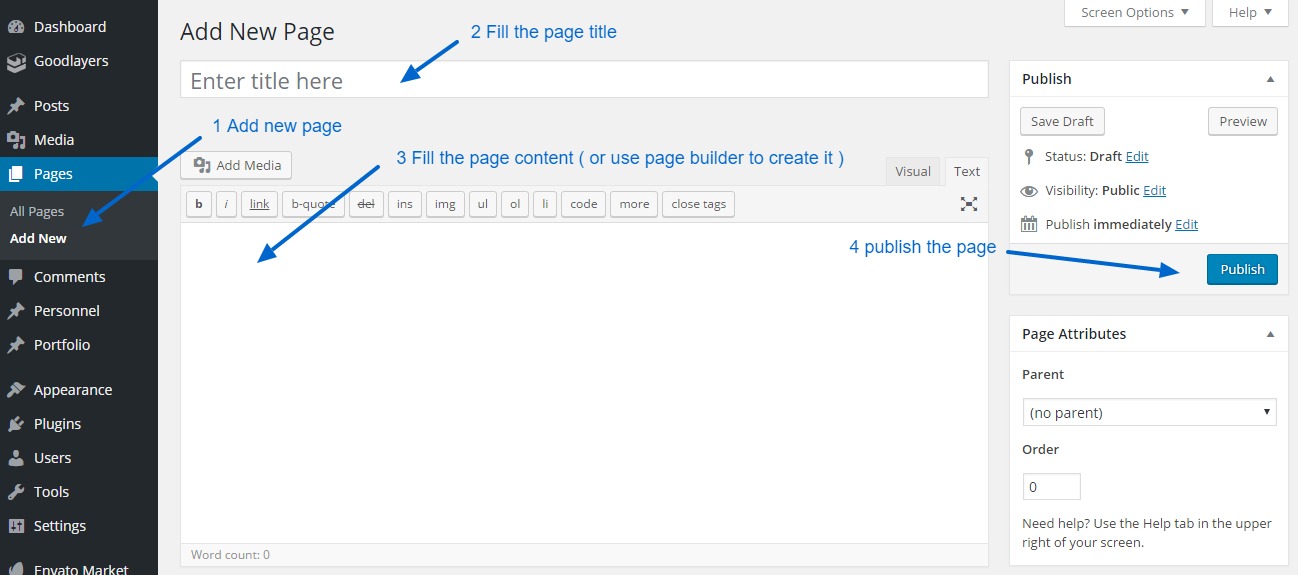 Dashboard
Goodlayers
Posts
Media
Pages
All Pages
Add New
Comments
Personnel
Portfolio
Appearance
Plugins
Users
Tools
Settings
Envato Market
Screen Options
Help
Add New Page
2 Fill the page title
Enter title here
1 Add new page
3 Fill the page content ( or use page builder to create it )
Add Media
Visual
Text
b
i
link
b-quote
del
ins
img
ul
ol
li
code
more
close tags
4 publish the page
Word count: 0
Publish
Save Draft
Preview
Status: Draft Edit
Visibility: Public Edit
Publish immediately Edit
Publish
Page Attributes
Parent
(no parent)
Order
0
Need help? Use the Help tab in the upper
right of your screen.